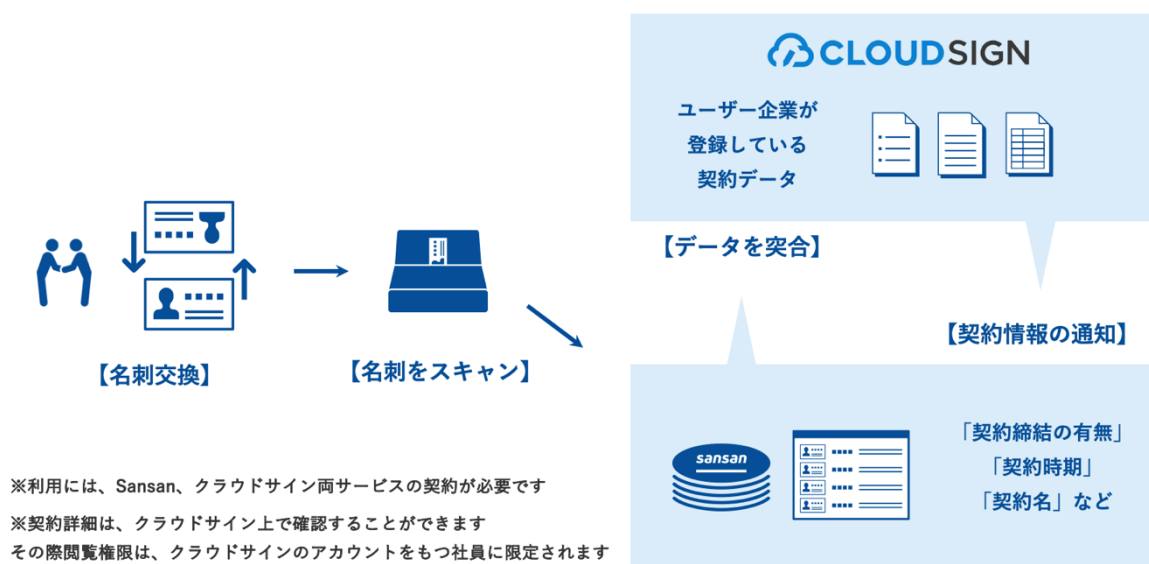 CLOUDSIGN
ユーザー企業が
登録している
契約データ
【データを突合】
【契約情報の通知】
【名刺交換】
【名刺をスキャン】
sansan
「契約締結の有無」
「契約時期」
「契約名」など
※利用には、Sansan、クラウドサイン両サービスの契約が必要です
※契約詳細は、クラウドサイン上で確認することができます
その際閲覧権限は、クラウドサインのアカウントをもつ社員に限定されます